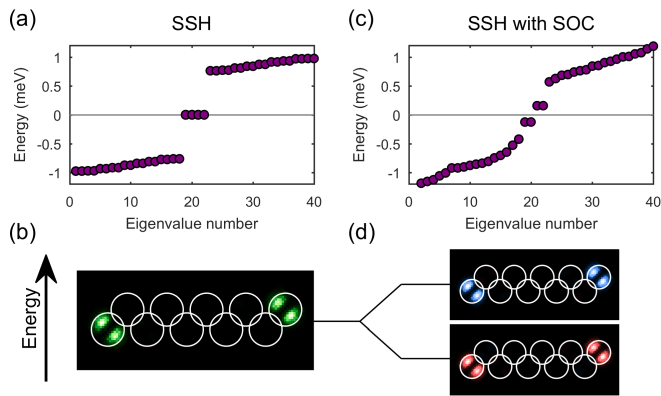 (a)
SSH
Energy (meV)
1
0.5
0
-0.5
-1
0 10 20 30 40
Eigenvalue number
(c)
SSH with SOC
Energy (meV)
1
0.5
0
-0.5
-1
0 10 20 30 40
Eigenvalue number
(b)
Energy
(d)